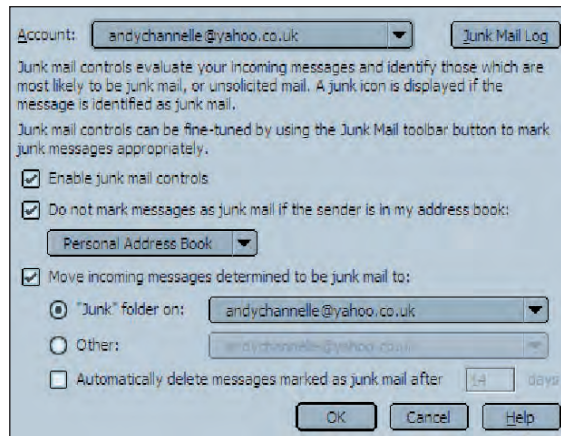 Account: andychannelle@yahoo.co.uk Junk Mail Log
Junk mail controls evaluate your incoming messages and identify those which are
most likely to be junk mail, or unsolicited mail. A junk icon is displayed if the
message is identified as junk mail.
Junk mail controls can be fine-tuned by using the Junk Mail toolbar button to mark
junk messages appropriately.
Enable junk mail controls
Do not mark messages as junk mail if the sender is in my address book:
Personal Address Book
Move incoming messages determined to be junk mail to:
"Junk" folder on: andychannelle@yahoo.co.uk
Other: andychannelle@yahoo.co.uk
Automatically delete messages marked as junk mail after 14 days
OK Cancel Help